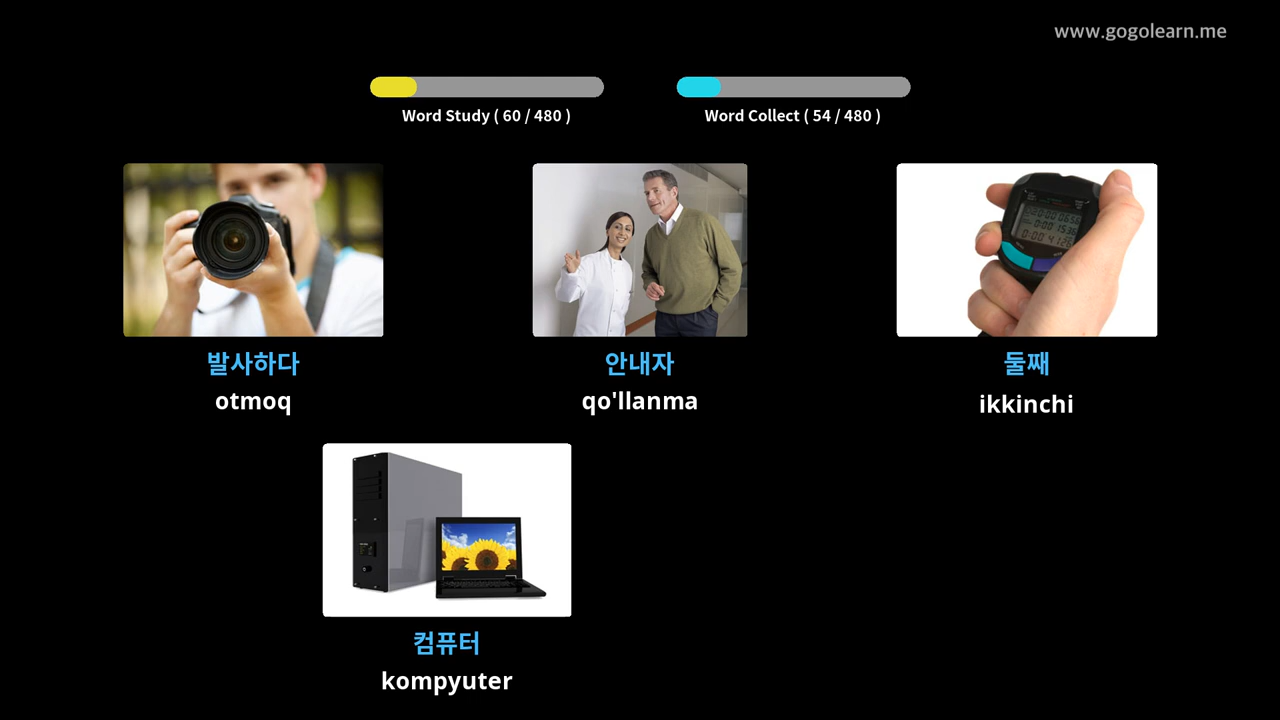 www.gogolearn.me
Word Study ( 60 / 480 )
Word Collect ( 54 / 480 )
발사하다
otmoq
안내자
qo'llanma
둘째
ikkinchi
컴퓨터
kompyuter